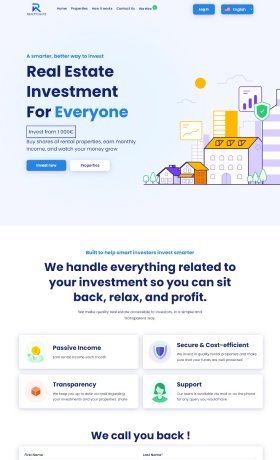 Home Properties How it works Contact Us
Log In
English
A smarter, better way to invest
Real Estate
Investment
For Everyone
Invest from 1 000€
Buy shares of rental properties, earn monthly
income, and watch your money grow
Invest now
Properties
Built to help smart investors invest smarter
We handle everything related to
your investment so you can sit
back, relax, and profit.
We make quality real estate accessible to investors, in a simple and
transparent way.
Passive Income
Earn rental income each month
Secure & Cost-efficient
We invest in quality rental properties and make
sure that your funds are well protected
Transparency
We keep you up to date via mail regarding
your investments and your properties' share
Support
Our team is available via mail or on the phone
for any query you would have
We call you back !
First Name
Last Name*